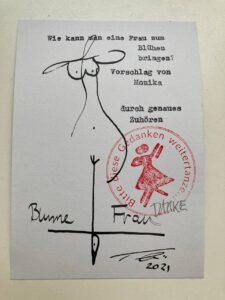 Wie kann man eine Frau zum
Blühen
bringen?
Vorschlag von
Monika
durch genaues
Zuhören
Bitte diese Gedanken weitertanzen...
DANKE
Blume Frau
2021